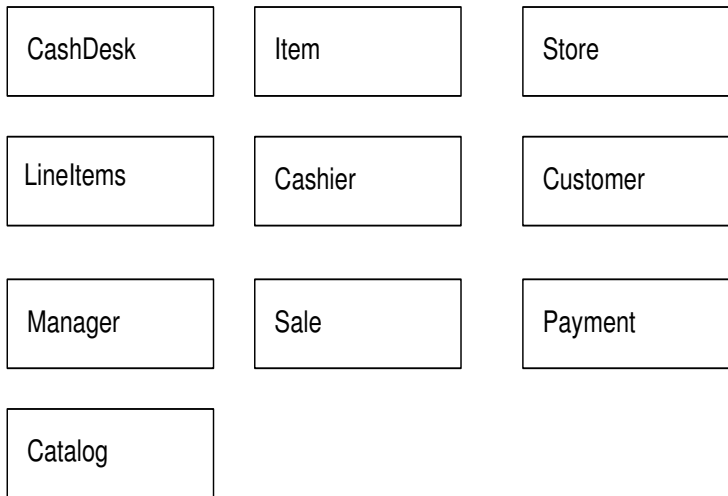 CashDesk
Item
Store
LineItems
Cashier
Customer
Manager
Sale
Payment
Catalog